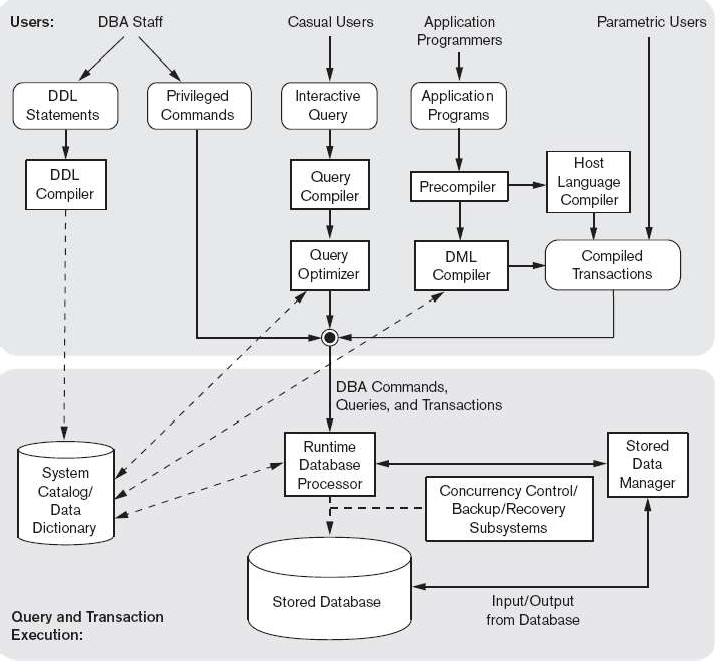 Users:
DBA Staff
Casual Users
Application
Programmers
Parametric Users
DDL
Statements
Privileged
Commands
Interactive
Query
Application
Programs
DDL
Compiler
Query
Compiler
Precompiler
Host
Language
Compiler
Query
Optimizer
DML
Compiler
Compiled
Transactions
DBA Commands,
Queries, and Transactions
System
Catalog/
Data
Dictionary
Runtime
Database
Processor
Stored
Data
Manager
Concurrency Control/
Backup/Recovery
Subsystems
Stored Database
Input/Output
from Database
Query and Transaction
Execution: